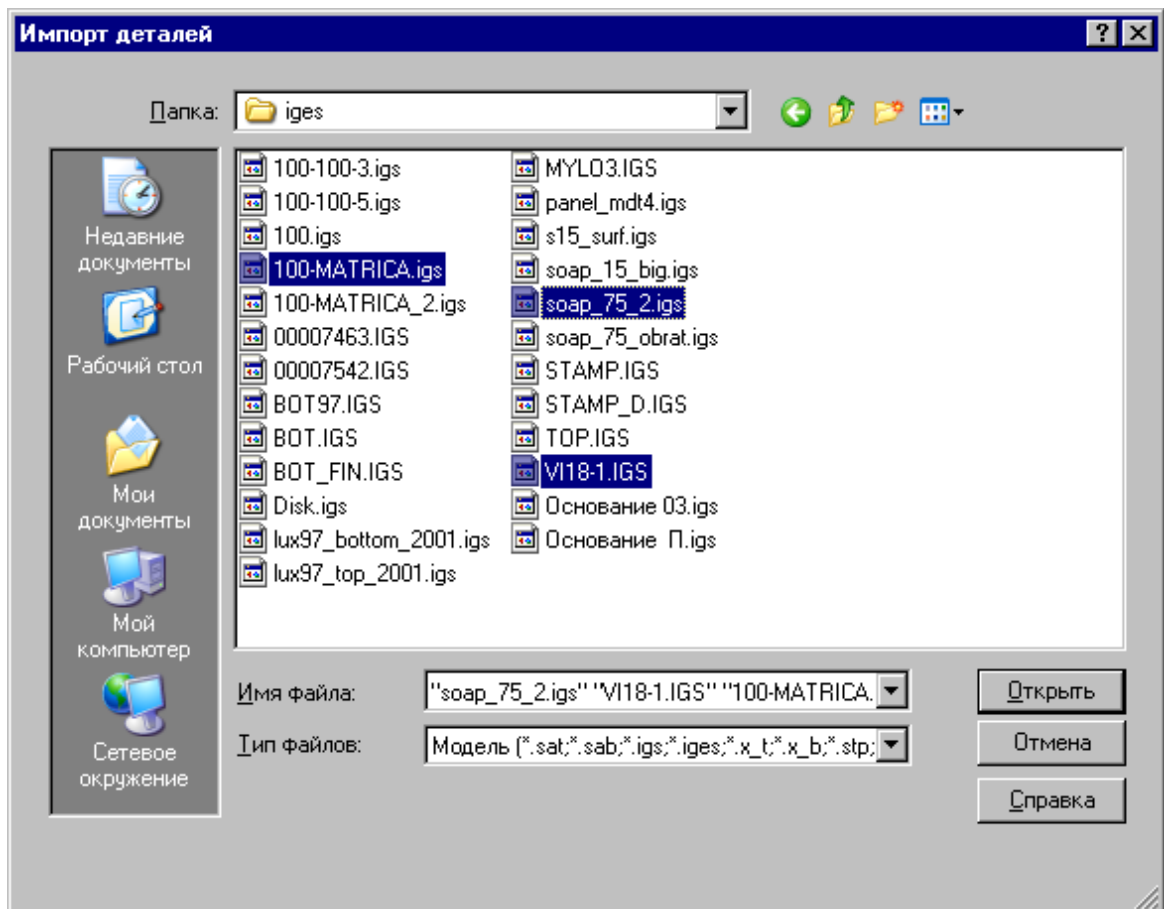 Импорт деталей
Папка:
iges
Недавние
документы
Рабочий стол
Мои
документы
Мой
компьютер
Сетевое
окружение
100-100-3.igs
100-100-5.igs
100.igs
100-MATRICA.igs
100-MATRICA_2.igs
00007463.IGS
00007542.IGS
BOT97.IGS
BOT.IGS
BOT_FIN.IGS
Disk.igs
lux97_bottom_2001.igs
lux97_top_2001.igs
MYLO3.IGS
panel_mdt4.igs
s15_surf.igs
soap_15_big.igs
soap_75_2.igs
soap_75_obrat.igs
STAMP.IGS
STAMP_D.IGS
TOP.IGS
VI18-1.IGS
Основание 03.igs
Основание П.igs
Имя файла:
"soap_75_2.igs" "VI18-1.IGS" "100-MATRICA.
Открыть
Тип файлов:
Модель (*.sat;*.sab;*.igs;*.iges;*.x_t;*.x_b;*.stp;
Отмена
Справка